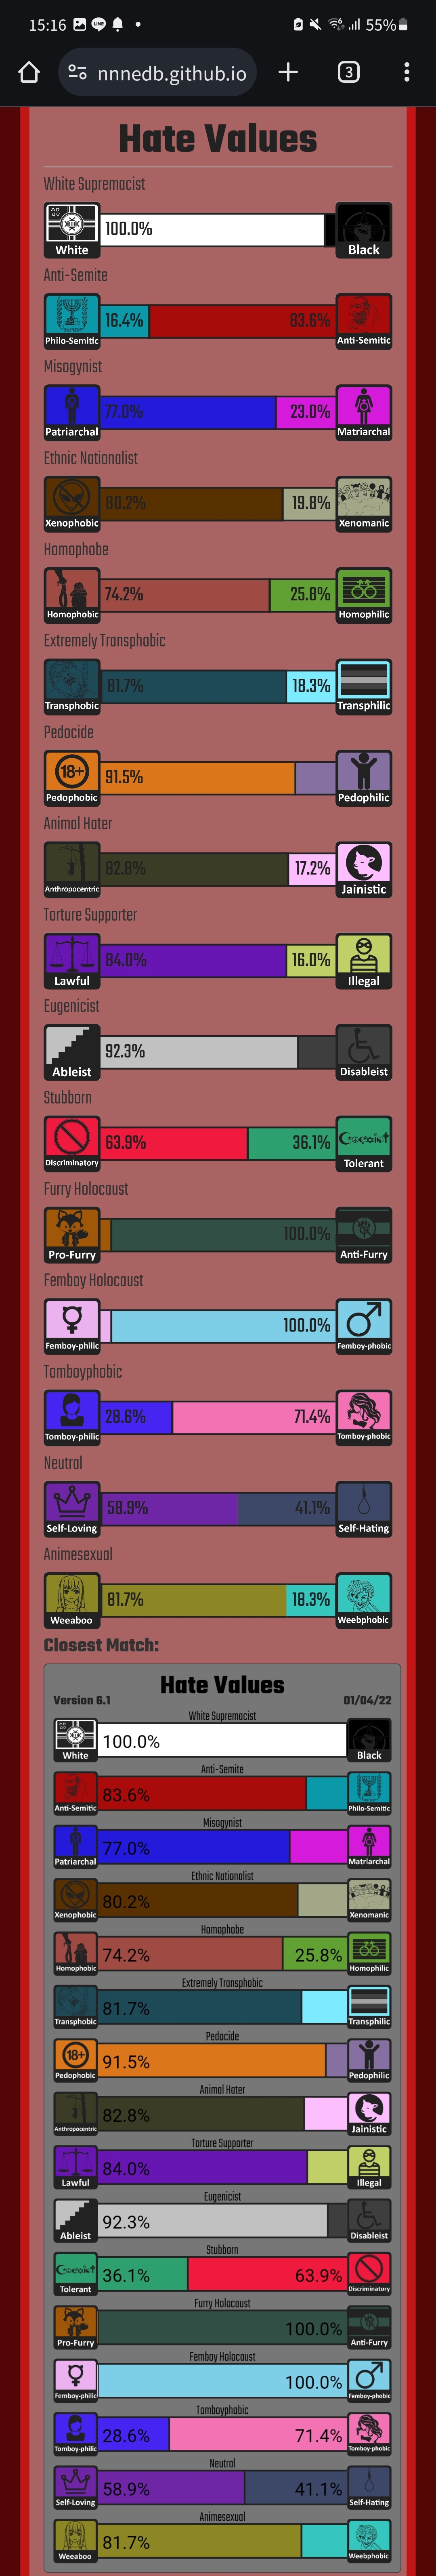 15:16
55%
nnnedb.github.io
3
Hate Values
White Supremacist
White 100.0% Black
Anti-Semite
Philo-Semitic 16.4% 83.6% Anti-Semitic
Misogynist
Patriarchal 77.0% 23.0% Matriarchal
Ethnic Nationalist
Xenophobic 80.2% 19.8% Xenomanic
Homophobe
Homophobic 74.2% 25.8% Homophilic
Extremely Transphobic
Transphobic 81.7% 18.3% Transphilic
Pedocide
18+
Pedophobic 91.5% Pedophilic
Animal Hater
Anthropocentric 82.8% 17.2% Jainistic
Torture Supporter
Lawful 84.0% 16.0% Illegal
Eugenicist
Ableist 92.3% Disableist
Stubborn
Discriminatory 63.9% 36.1% Coexist Tolerant
Furry Holocaust
Pro-Furry 100.0% Anti-Furry
Femboy Holocaust
Femboy-philic 100.0% Femboy-phobic
Tomboyphobic
Tomboy-philic 28.6% 71.4% Tomboy-phobic
Neutral
Self-Loving 58.9% 41.1% Self-Hating
Animesexual
Weeaboo 81.7% 18.3% Weebphobic
Closest Match:
Hate Values
Version 6.1 01/04/22
White Supremacist
White 100.0% Black
Anti-Semite
Anti-Semitic 83.6% Philo-Semitic
Misogynist
Patriarchal 77.0% Matriarchal
Ethnic Nationalist
Xenophobic 80.2% Xenomanic
Homophobe
Homophobic 74.2% 25.8% Homophilic
Extremely Transphobic
Transphobic 81.7% Transphilic
Pedocide
18+
Pedophobic 91.5% Pedophilic
Animal Hater
Anthropocentric 82.8% Jainistic
Torture Supporter
Lawful 84.0% Illegal
Eugenicist
Ableist 92.3% Disableist
Stubborn
Coexist Tolerant 36.1% 63.9% Discriminatory
Furry Holocaust
Pro-Furry 100.0% Anti-Furry
Femboy Holocaust
Femboy-philic 100.0% Femboy-phobic
Tomboyphobic
Tomboy-philic 28.6% 71.4% Tomboy-phobic
Neutral
Self-Loving 58.9% 41.1% Self-Hating
Animesexual
Weeaboo 81.7% Weebphobic